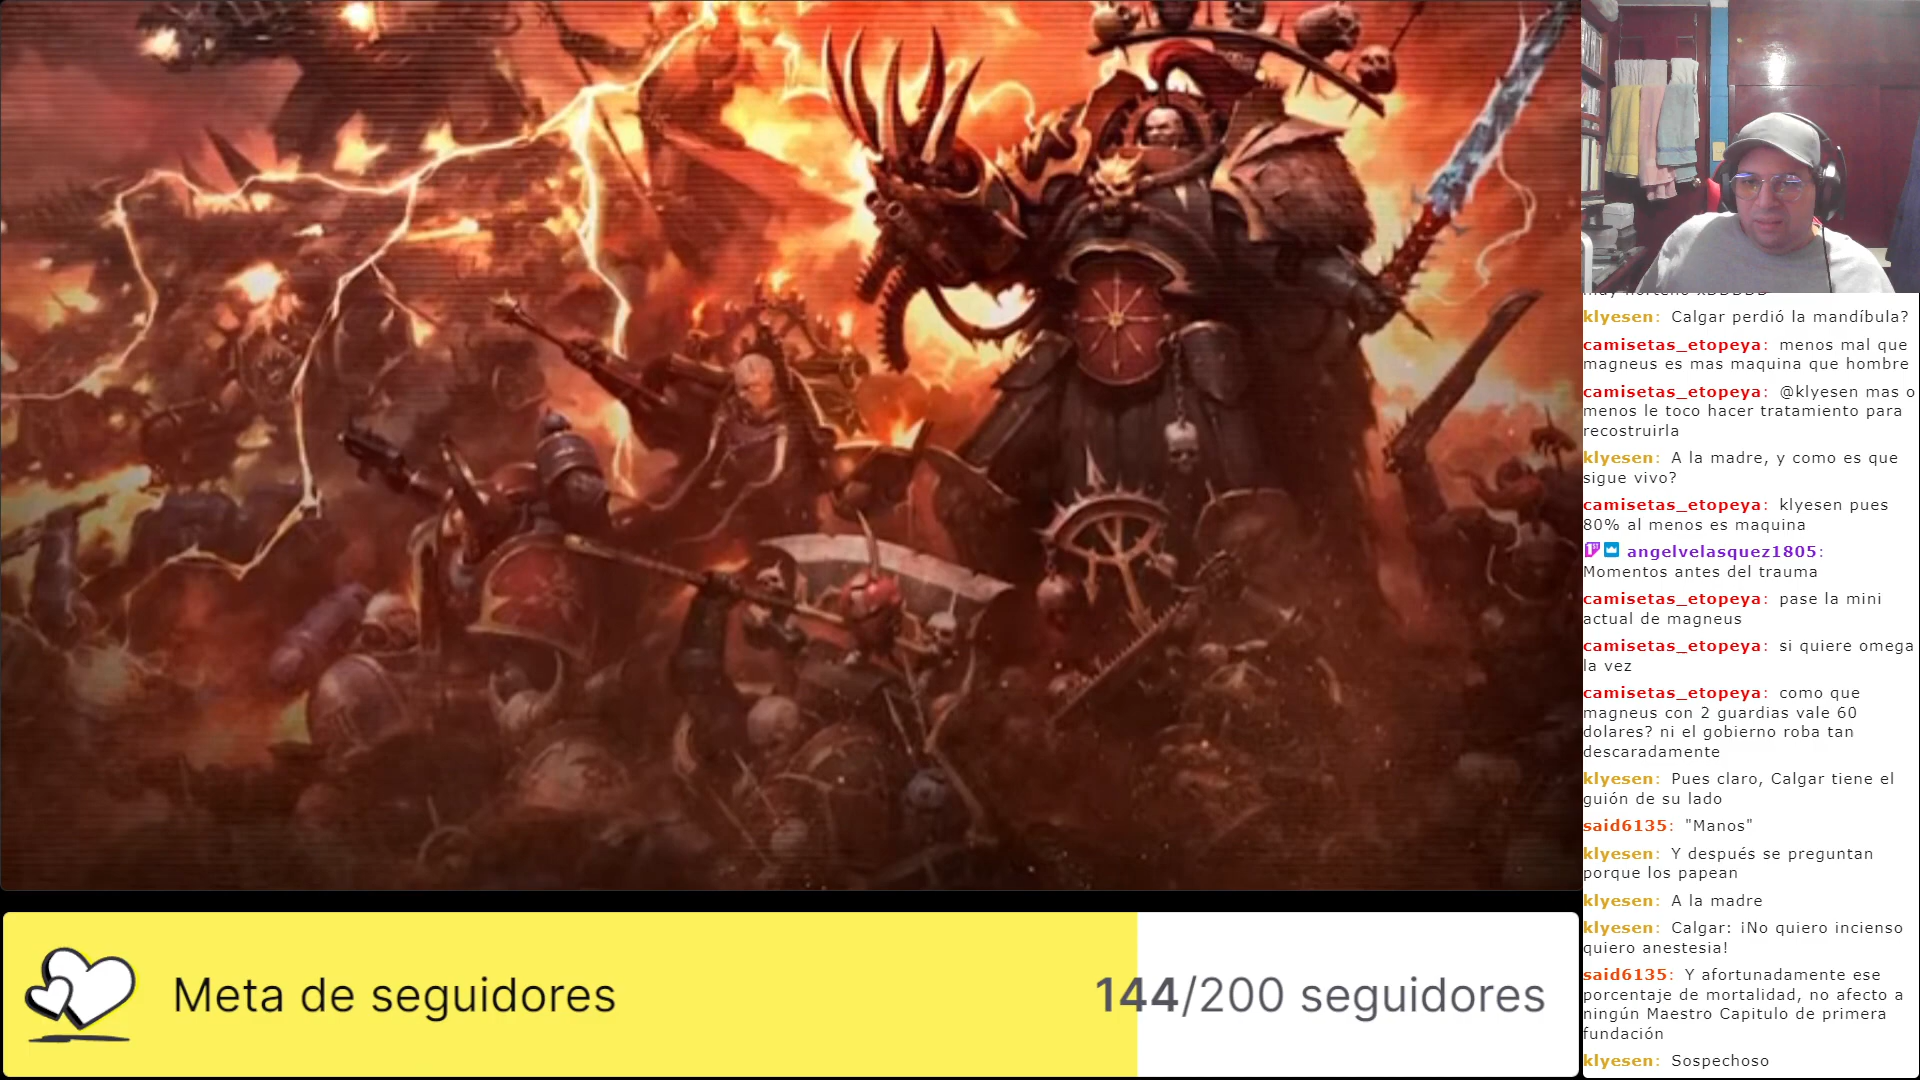 klyesen: Calgar perdió la mandíbula?
camisetas_etopeya: menos mal que
magneus es mas maquina que hombre
camisetas_etopeya: @klyesen mas o
menos le toco hacer tratamiento para
recostruirla
klyesen: A la madre, y como es que
sigue vivo?
camisetas_etopeya: klyesen pues
80% al menos es maquina
angelvelasquez1805:
Momentos antes del trauma
camisetas_etopeya: pase la mini
actual de magneus
camisetas_etopeya: si quiere omega
la vez
camisetas_etopeya: como que
magneus con 2 guardias vale 60
dolares? ni el gobierno roba tan
descaradamente
klyesen: Pues claro, Calgar tiene el
guión de su lado
said6135: "Manos"
klyesen: Y después se preguntan
porque los papean
klyesen: A la madre
klyesen: Calgar: ¡No quiero incienso
quiero anestesia!
said6135: Y afortunadamente ese
porcentaje de mortalidad, no afecto a
ningún Maestro Capitulo de primera
fundación
klyesen: Sospechoso
Meta de seguidores
144/200 seguidores